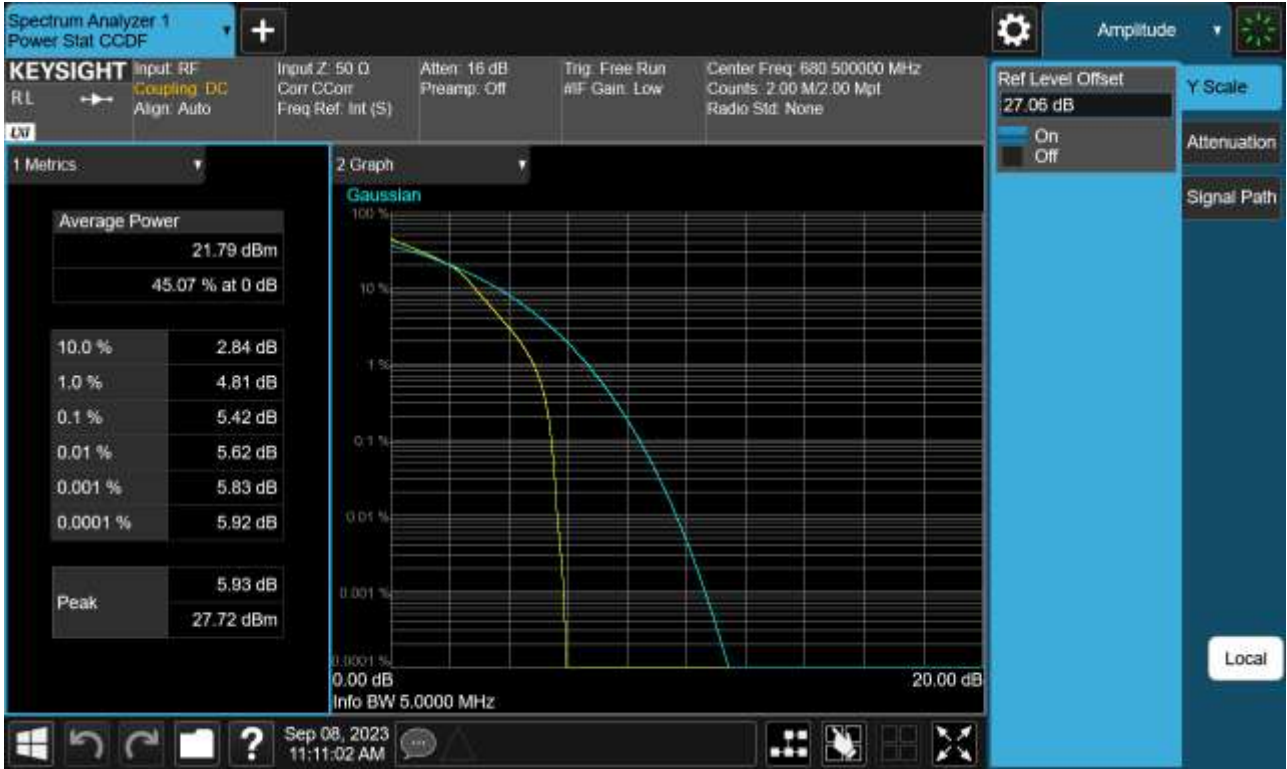 Spectrum Analyzer 1
Power Stat CCDF
+
Amplitude
KEYSIGHT
RL
LXI
Input: RF
Coupling: DC
Align: Auto
Input Z: 50 Ω
Corr CCorr
Freq Ref: Int (S)
Atten: 16 dB
Preamp: Off
Trig: Free Run
#IF Gain: Low
Center Freq: 680.500000 MHz
Counts: 2.00 M/2.00 Mpt
Radio Std: None
Ref Level Offset
27.06 dB
On
Off
Y Scale
Attenuation
Signal Path
Local
1 Metrics
Average Power
21.79 dBm
45.07 % at 0 dB
10.0 % 2.84 dB
1.0 % 4.81 dB
0.1 % 5.42 dB
0.01 % 5.62 dB
0.001 % 5.83 dB
0.0001 % 5.92 dB
Peak
5.93 dB
27.72 dBm
2 Graph
Gaussian
100 %
10 %
1 %
0.1 %
0.01 %
0.001 %
0.0001 %
0.00 dB 20.00 dB
Info BW 5.0000 MHz
?
Sep 08, 2023
11:11:02 AM